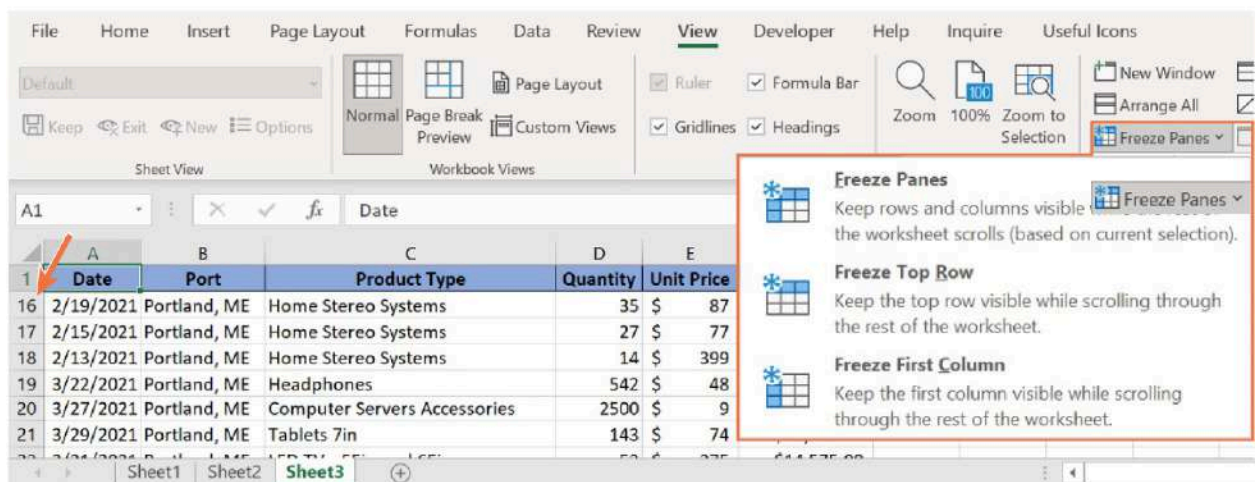 File Home Insert Page Layout Formulas Data Review View Developer Help Inquire Useful Icons
Default
Keep Exit New Options
Sheet View
Normal Page Break Preview
Page Layout
Custom Views
Workbook Views
Ruler Formula Bar
Gridlines Headings
Zoom 100% Zoom to Selection
100
New Window
Arrange All
Freeze Panes
Freeze Panes
Freeze Panes
Keep rows and columns visible
the worksheet scrolls (based on current selection).
Freeze Top Row
Keep the top row visible while scrolling through
the rest of the worksheet.
Freeze First Column
Keep the first column visible while scrolling
through the rest of the worksheet.
A1 fx Date
A B C D E
1 Date Port Product Type Quantity Unit Price
16 2/19/2021 Portland, ME Home Stereo Systems 35 $ 87
17 2/15/2021 Portland, ME Home Stereo Systems 27 $ 77
18 2/13/2021 Portland, ME Home Stereo Systems 14 $ 399
19 3/22/2021 Portland, ME Headphones 542 $ 48
20 3/27/2021 Portland, ME Computer Servers Accessories 2500 $ 9
21 3/29/2021 Portland, ME Tablets 7in 143 $ 74
Sheet1 Sheet2 Sheet3